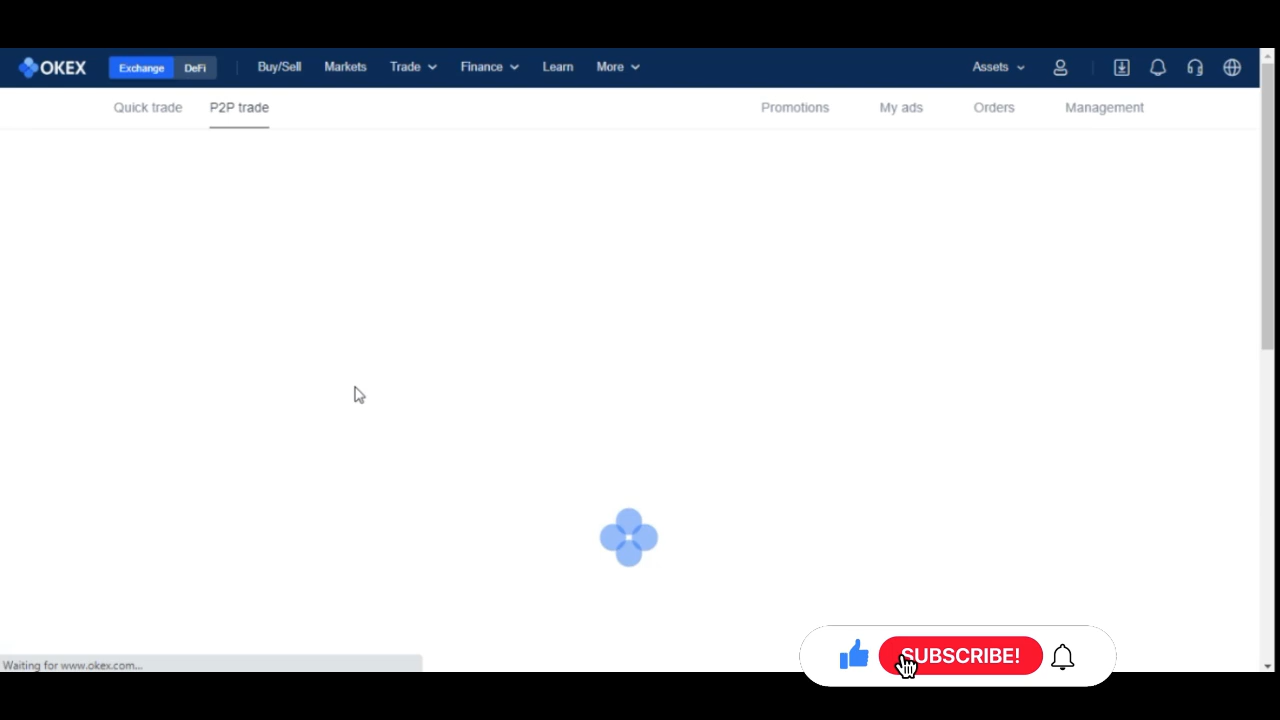 OKEX Exchange DeFi Buy/Sell Markets Trade Finance Learn More Assets
Quick trade P2P trade Promotions My ads Orders Management
Waiting for www.okex.com...
SUBSCRIBE!